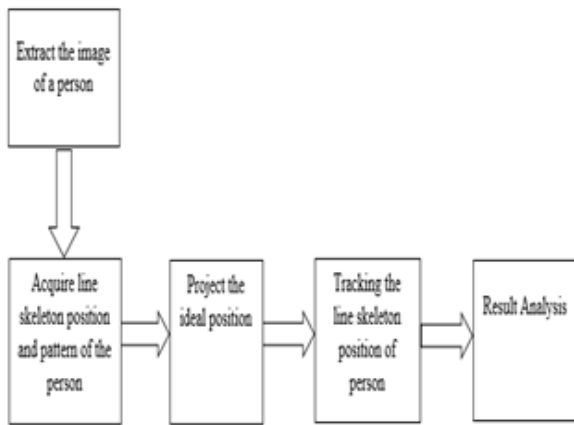 Extract the image
of a person
Acquire line
skeleton position
and pattern of the
person
Project the
ideal position
Tracking the
line skeleton
position of
person
Result Analysis